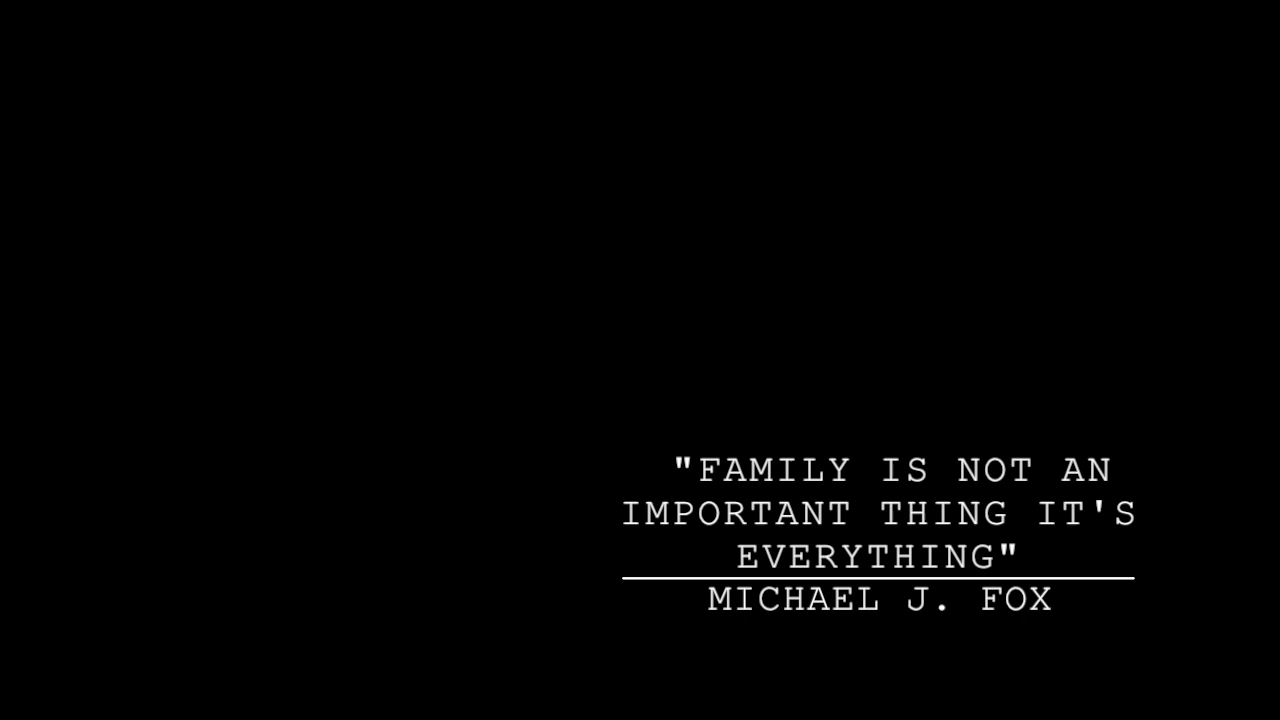 "FAMILY IS NOT AN
IMPORTANT THING IT'S
EVERYTHING"
MICHAEL J. FOX